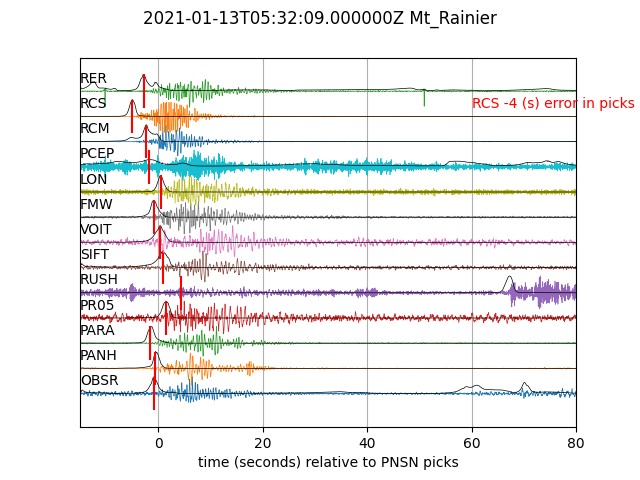 2021-01-13T05:32:09.000000Z Mt_Rainier
RER
RCS
RCS -4 (s) error in picks
RCM
PCEP
LON
FMW
VOIT
SIFT
RUSH
PR05
PARA
PANH
OBSR
0 20 40 60 80
time (seconds) relative to PNSN picks